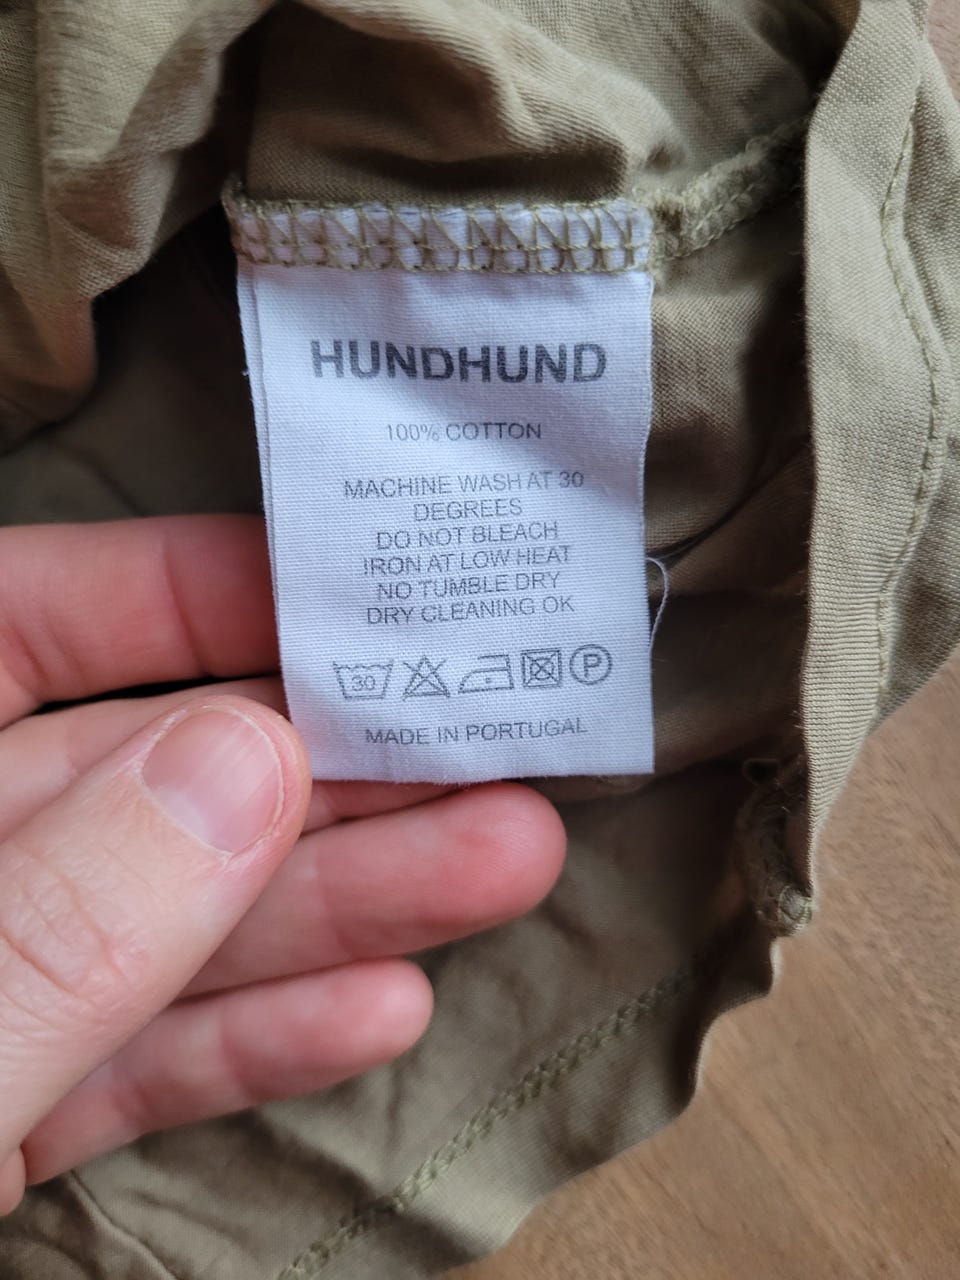 HUNDHUND
100% COTTON
MACHINE WASH AT 30
DEGREES
DO NOT BLEACH
IRON AT LOW HEAT
NO TUMBLE DRY
DRY CLEANING OK
30 P
MADE IN PORTUGAL